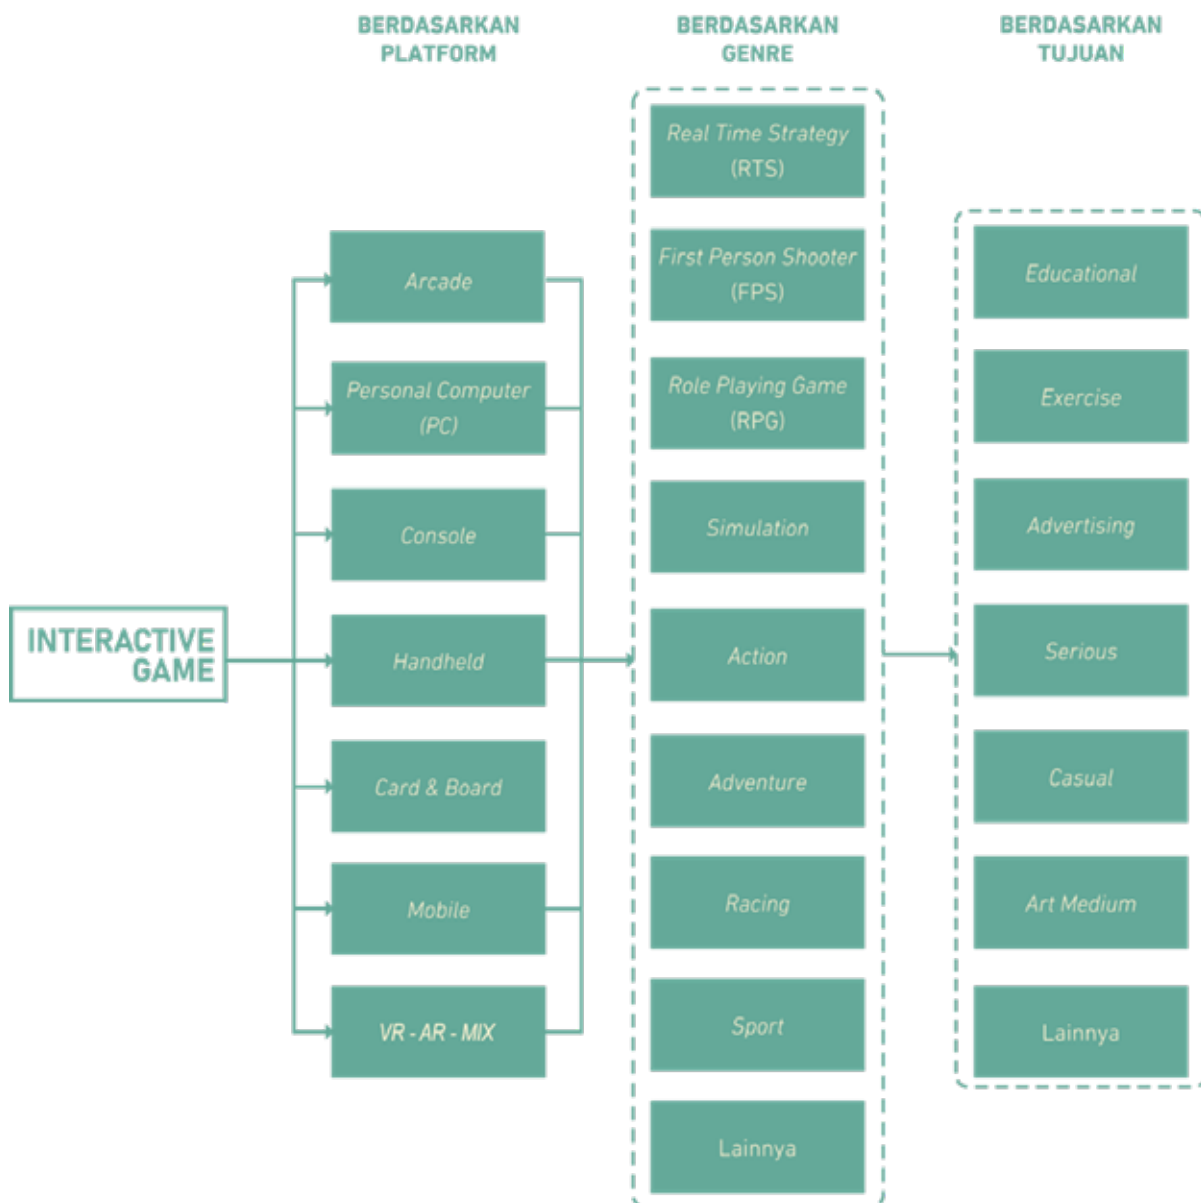 BERDASARKAN
PLATFORM
BERDASARKAN
GENRE
BERDASARKAN
TUJUAN
INTERACTIVE
GAME
Arcade
Personal Computer
(PC)
Console
Handheld
Card & Board
Mobile
VR - AR - MIX
Real Time Strategy
(RTS)
First Person Shooter
(FPS)
Role Playing Game
(RPG)
Simulation
Action
Adventure
Racing
Sport
Lainnya
Educational
Exercise
Advertising
Serious
Casual
Art Medium
Lainnya